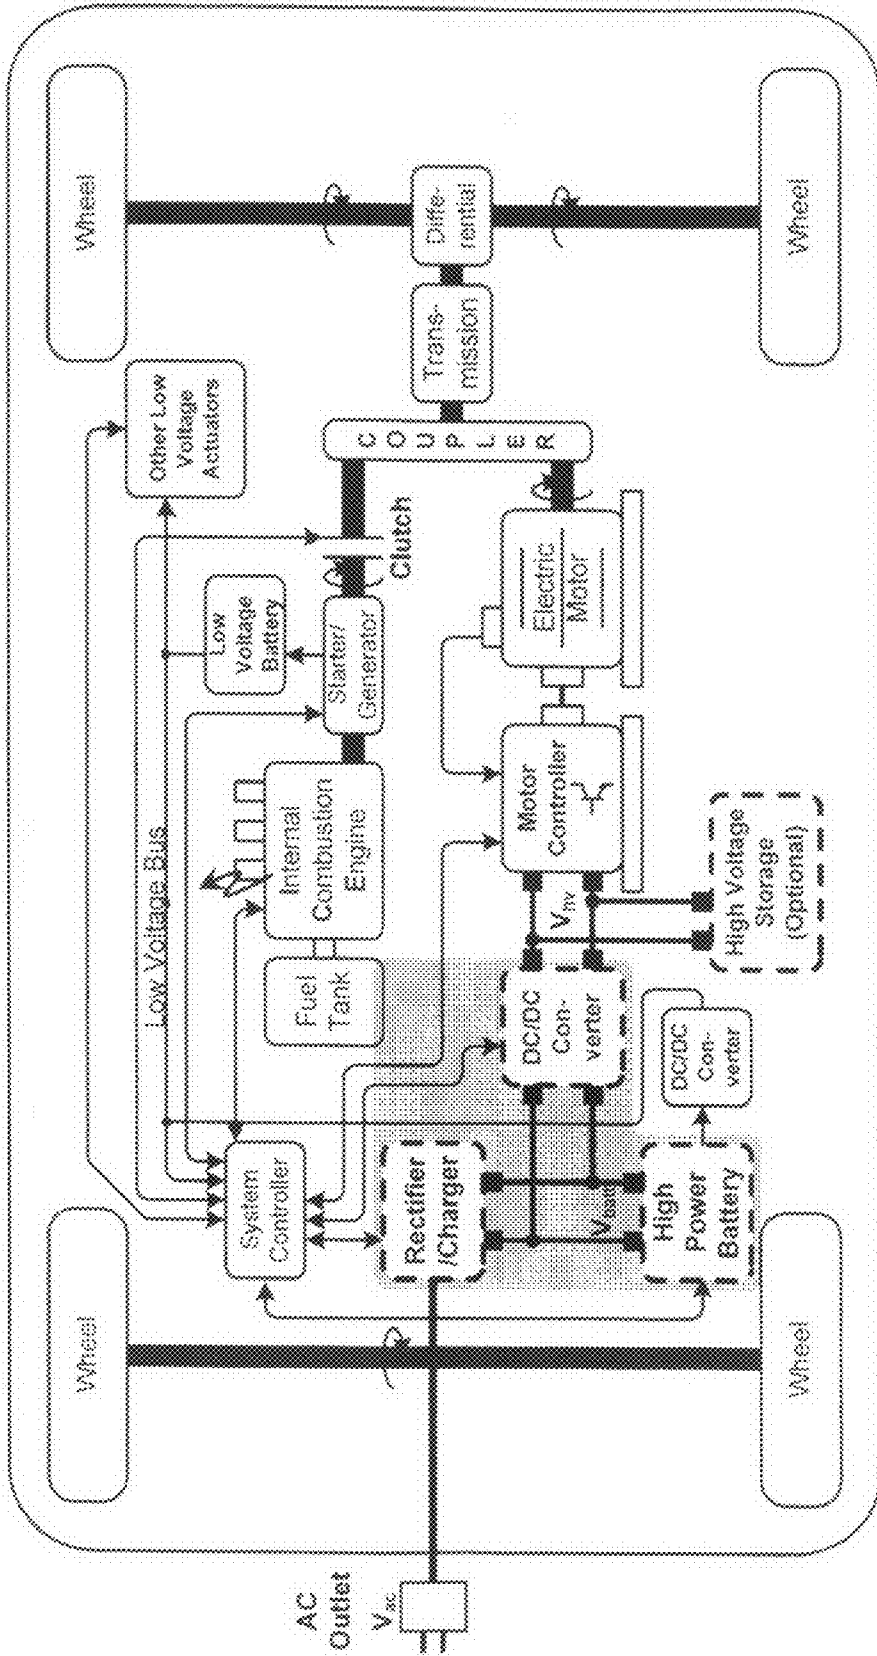 Wheel
Wheel
Other Low
Voltage
Actuators
Low Voltage Bus
Low
Voltage
Battery
Clutch
Starter/
Generator
Internal
Combustion
Engine
Fuel
Tank
System
Controller
COUPLER
Trans-
mission
Diffe-
rential
Rectifier
/Charger
DC/DC
Con-
verter
Vhv
Motor
Controller
Electric
Motor
AC
Outlet
Vac
Vbatt
High
Power
Battery
DC/DC
Con-
verter
High Voltage
Storage
(Optional)
Wheel
Wheel